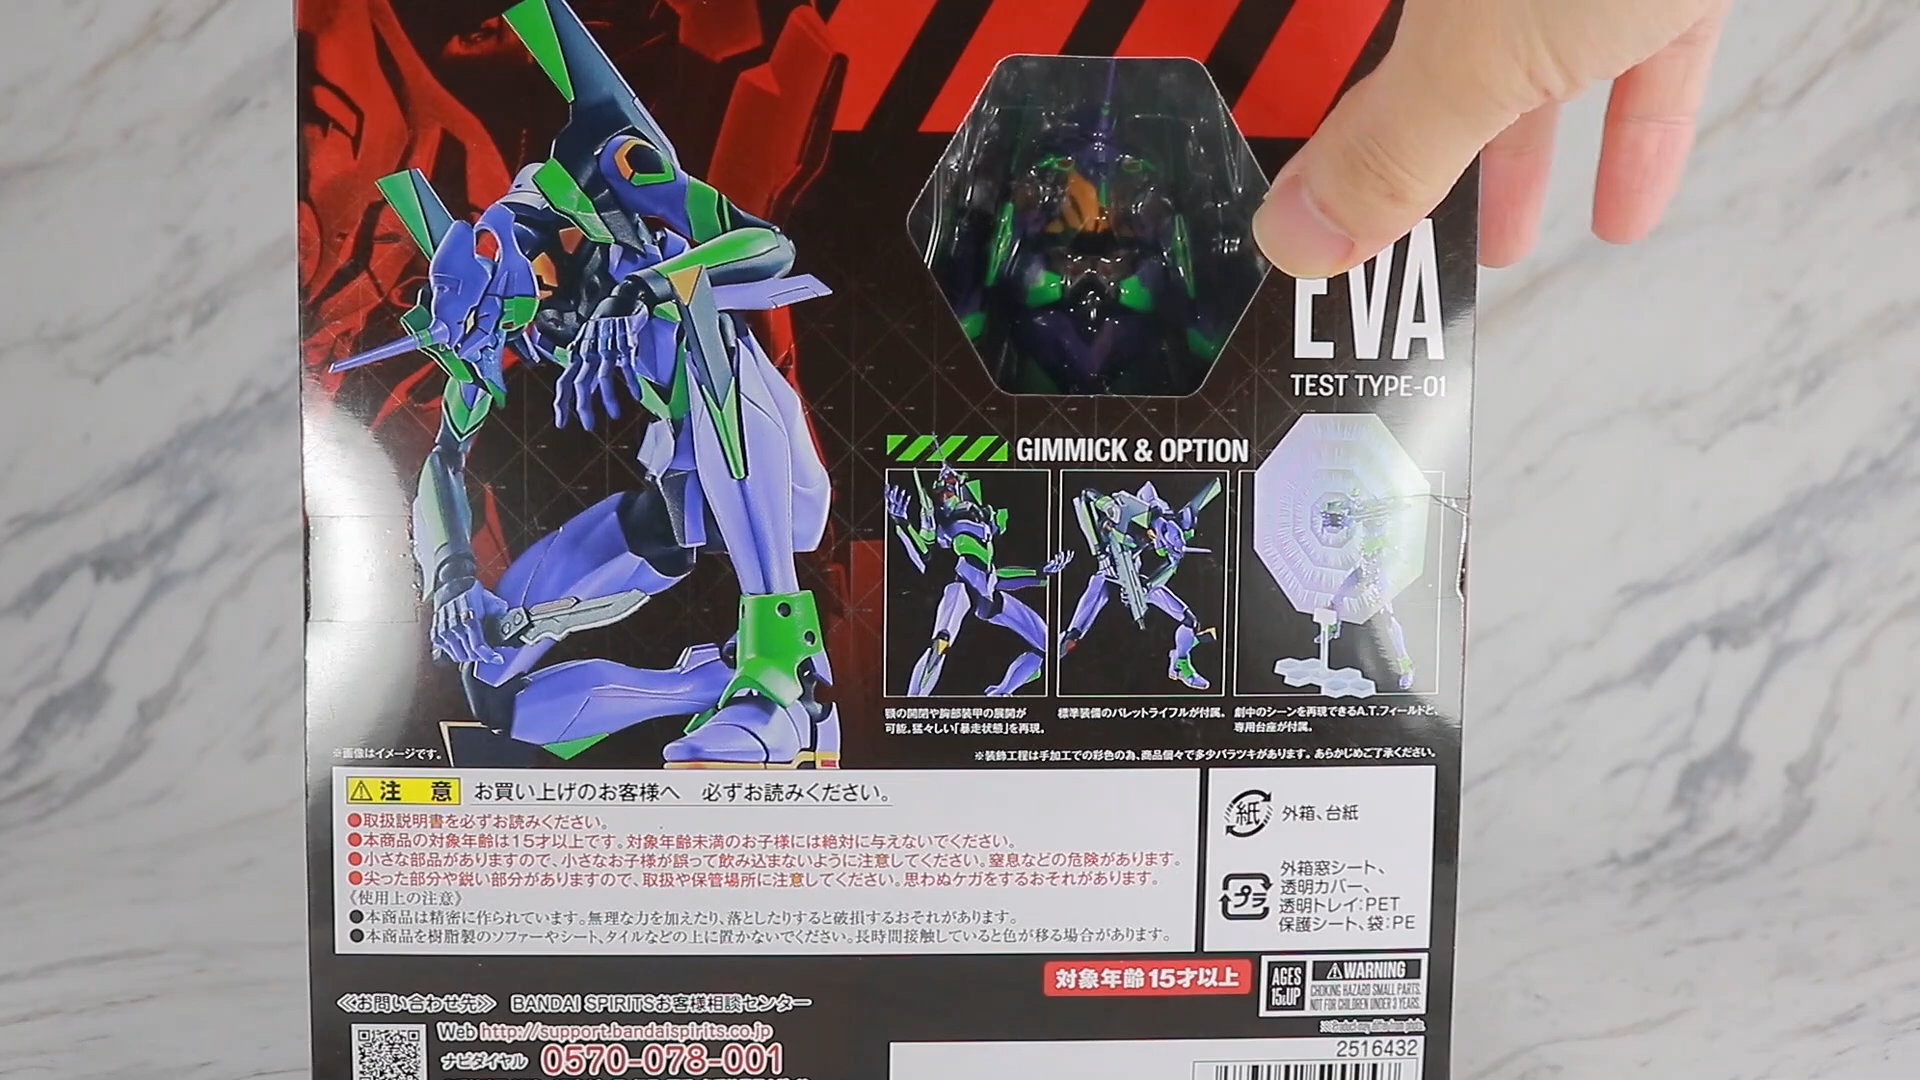 EVA
TEST TYPE-01
GIMMICK & OPTION
顎の開閉や胸部装甲の展開が
可能。猛々しい「暴走状態」を再現。
標準装備のパレットライフルが付属。
劇中のシーンを再現できるA.T.フィールドと、
専用台座が付属。
※画像はイメージです。
※装飾工程は手加工での彩色の為、商品個々で多少バラツキがあります。あらかじめご了承ください。
⚠注 意 お買い上げのお客様へ 必ずお読みください。
●取扱説明書を必ずお読みください。
●本商品の対象年齢は15才以上です。対象年齢未満のお子様には絶対に与えないでください。
●小さな部品がありますので、小さなお子様が誤って飲み込まないように注意してください。窒息などの危険があります。
●尖った部分や鋭い部分がありますので、取扱や保管場所に注意してください。思わぬケガをするおそれがあります。
《使用上の注意》
●本商品は精密に作られています。無理な力を加えたり、落としたりすると破損するおそれがあります。
●本商品を樹脂製のソファーやシート、タイルなどの上に置かないでください。長時間接触していると色が移る場合があります。
紙 外箱、台紙
プラ 外箱窓シート、
透明カバー、
透明トレイ:PET
保護シート、袋:PE
対象年齢15才以上
AGES
15&UP
⚠WARNING
CHOKING HAZARD SMALL PARTS.
NOT FOR CHILDREN UNDER 3 YEARS.
※Product may differ from photo.
≪お問い合わせ先≫ BANDAI SPIRITSお客様相談センター
Web http://support.bandaispirits.co.jp
ナビダイヤル 0570-078-001
2516432